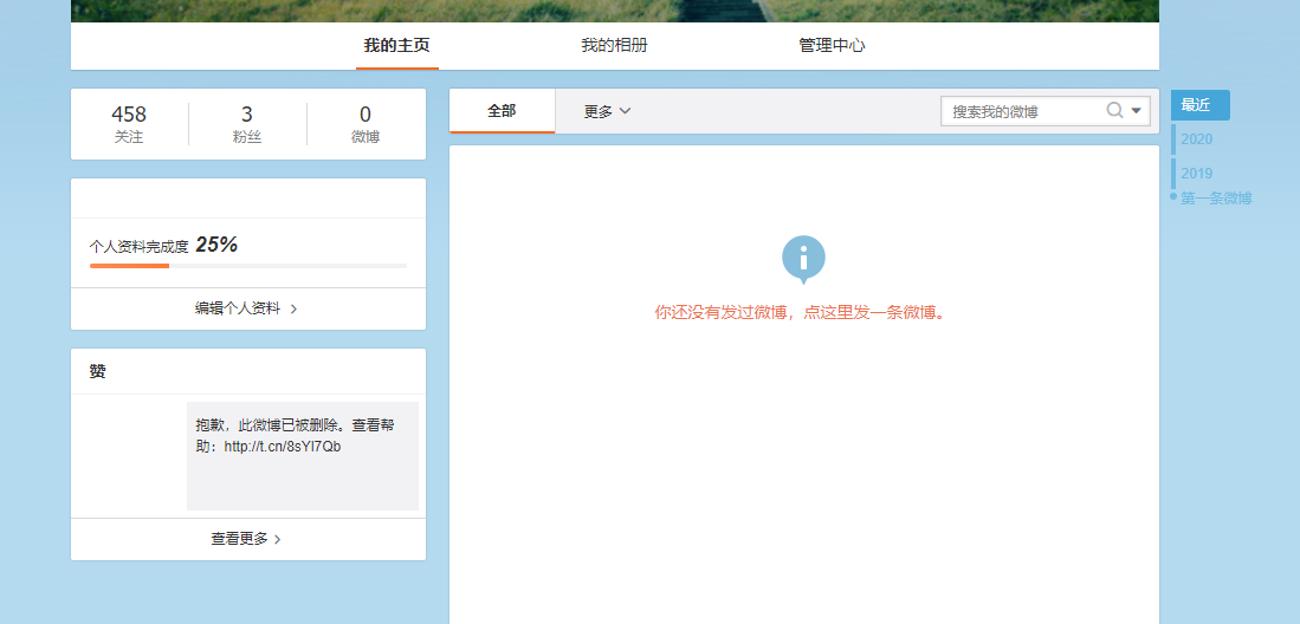 我的主页
我的相册
管理中心
458
关注
3
粉丝
0
微博
全部
更多
搜索我的微博
最近
2020
2019
第一条微博
个人资料完成度 25%
编辑个人资料
你还没有发过微博，点这里发一条微博。
赞
抱歉，此微博已被删除。查看帮
助：http://t.cn/8sYl7Qb
查看更多